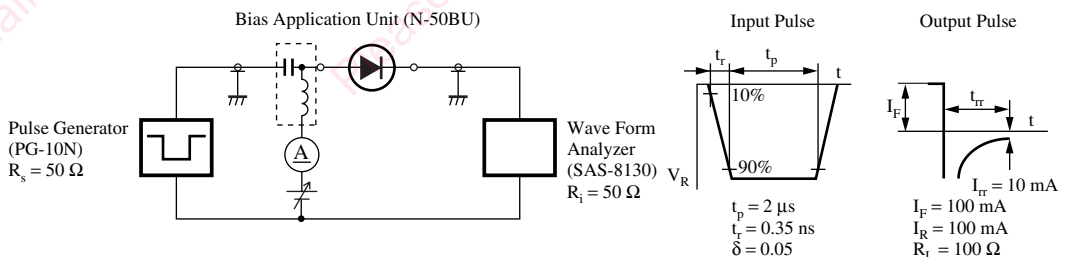 Bias Application Unit (N-50BU)
A
Pulse Generator
(PG-10N)
Rs = 50 Ω
Wave Form
Analyzer
(SAS-8130)
Ri = 50 Ω
Input Pulse
tr
tp
t
10%
90%
VR
tp = 2 μs
tr = 0.35 ns
δ = 0.05
Output Pulse
IF
trr
t
Irr = 10 mA
IF = 100 mA
IR = 100 mA
RL = 100 Ω